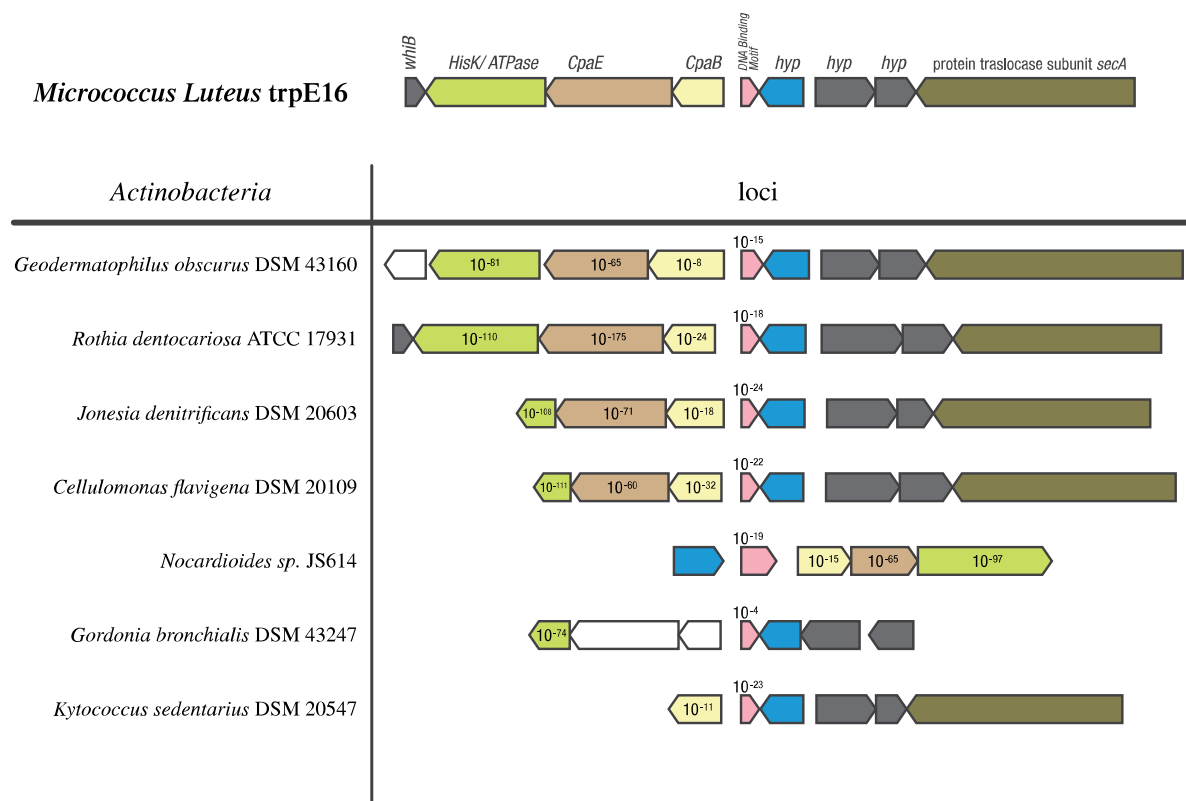 whiB HisK/ ATPase CpaE CpaB DNA Binding Motif hyp hyp hyp protein traslocase subunit secA
Micrococcus Luteus trpE16
Actinobacteria loci
10-15
Geodermatophilus obscurus DSM 43160 10-81 10-65 10-8
10-18
Rothia dentocariosa ATCC 17931 10-110 10-175 10-24
10-24
Jonesia denitrificans DSM 20603 10-108 10-71 10-18
10-22
Cellulomonas flavigena DSM 20109 10-111 10-60 10-32
10-19
Nocardioides sp. JS614 10-15 10-65 10-97
10-4
Gordonia bronchialis DSM 43247 10-74
10-23
Kytococcus sedentarius DSM 20547 10-11